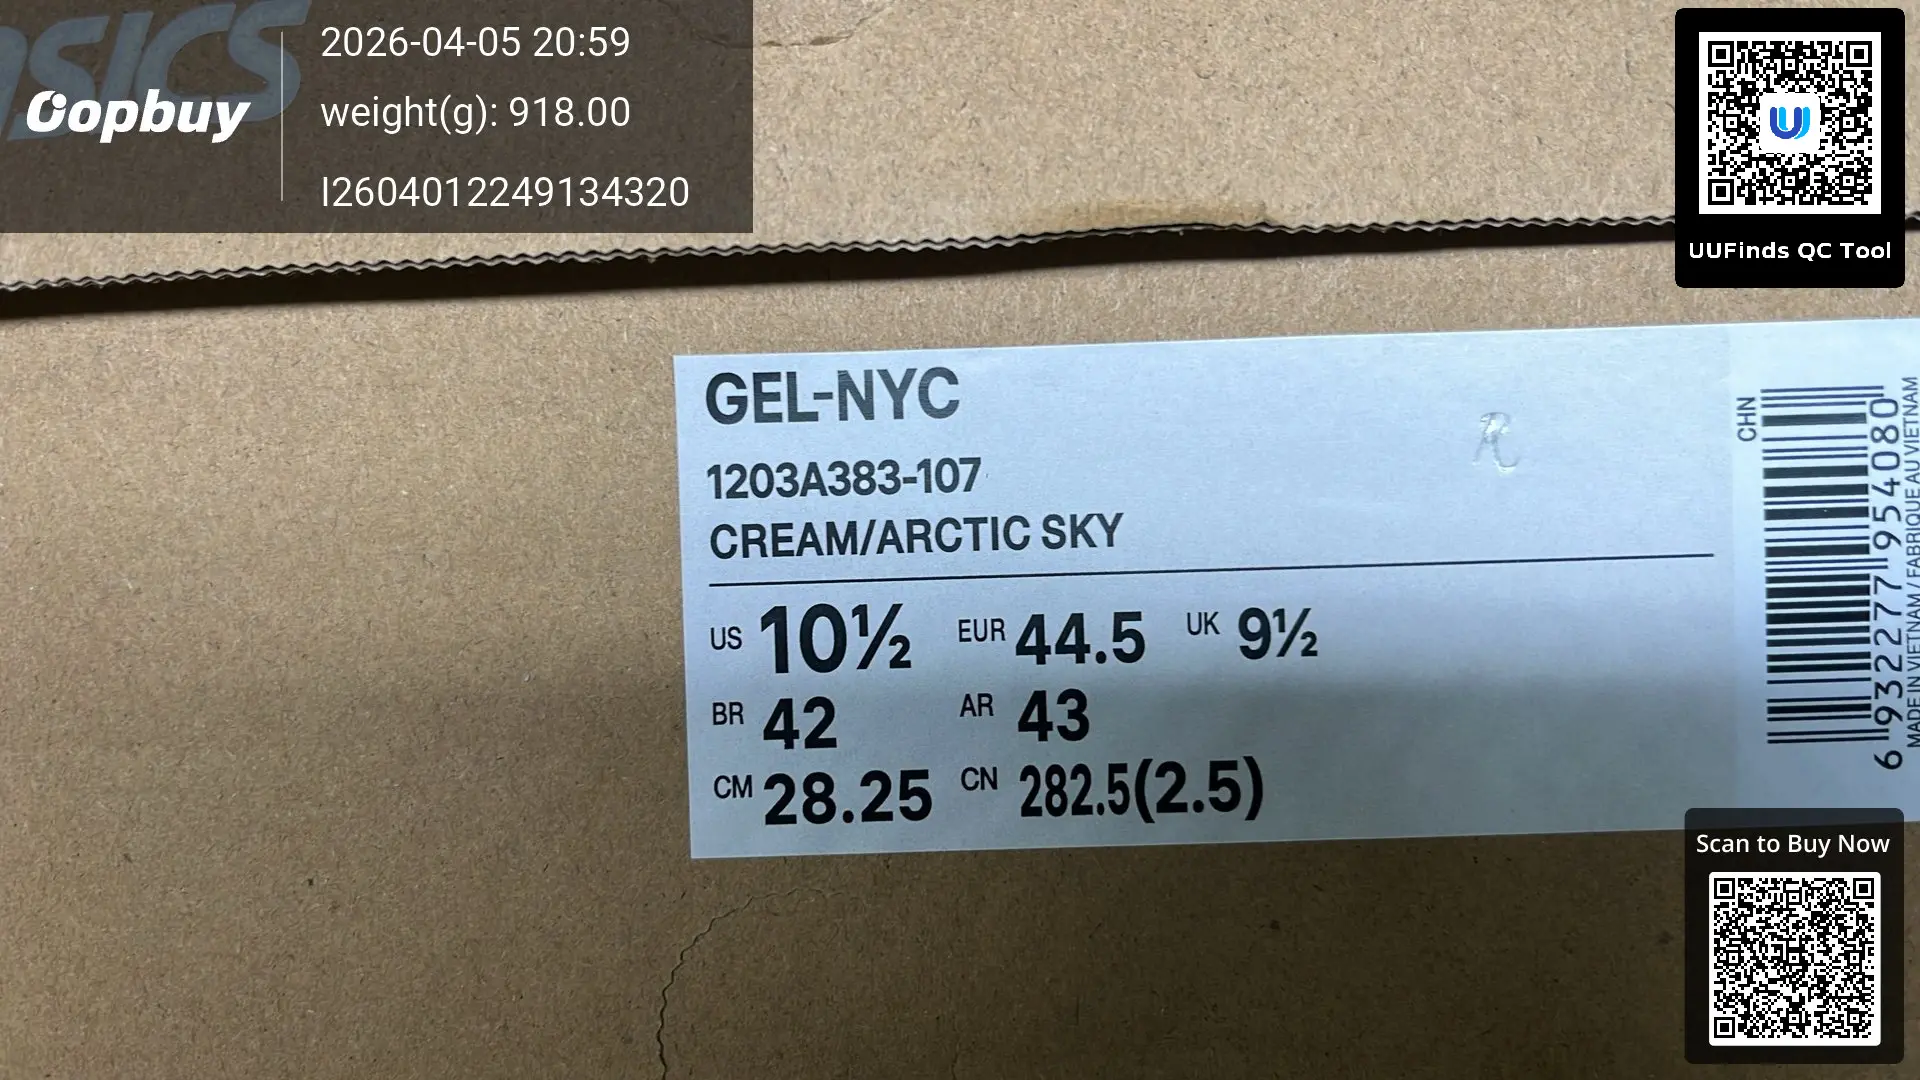 asics
oopbuy
2026-04-05 20:59
weight(g): 918.00
I2604012249134320
UUFinds QC Tool
GEL-NYC
1203A383-107
CREAM/ARCTIC SKY
US 10½ EUR 44.5 UK 9½
BR 42 AR 43
CM 28.25 CN 282.5(2.5)
CHN
6 932277 954080
MADE IN VIETNAM / FABRIQUE AU VIETNAM
Scan to Buy Now